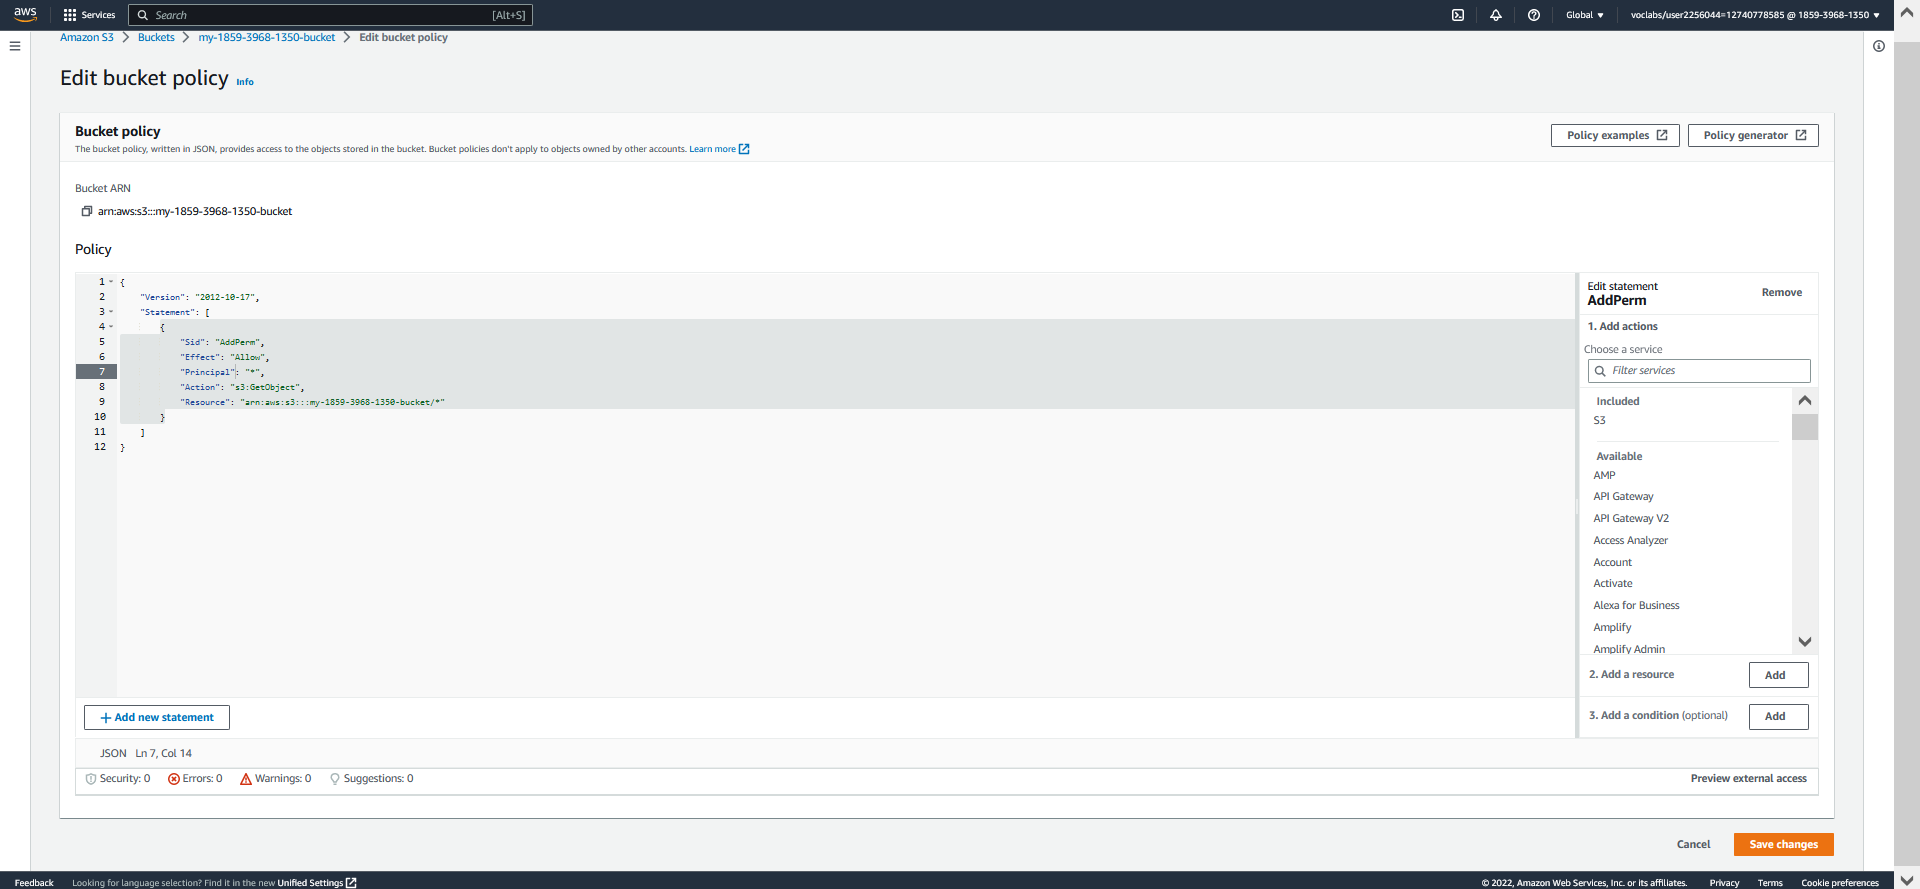 aws Services Search [Alt+S] Global voclabs/user2256044=12740778585 @ 1859-3968-1350
Amazon S3 Buckets my-1859-3968-1350-bucket Edit bucket policy
Edit bucket policy Info
Bucket policy
The bucket policy, written in JSON, provides access to the objects stored in the bucket. Bucket policies don't apply to objects owned by other accounts. Learn more
Policy examples
Policy generator
Bucket ARN
arn:aws:s3:::my-1859-3968-1350-bucket
Policy
1 {
2 "Version": "2012-10-17",
3 "Statement": [
4 {
5 "Sid": "AddPerm",
6 "Effect": "Allow",
7 "Principal": "*",
8 "Action": "s3:GetObject",
9 "Resource": "arn:aws:s3:::my-1859-3968-1350-bucket/*"
10 }
11 ]
12 }
Edit statement
AddPerm
Remove
1. Add actions
Choose a service
Filter services
Included
S3
Available
AMP
API Gateway
API Gateway V2
Access Analyzer
Account
Activate
Alexa for Business
Amplify
Amplify Admin
2. Add a resource Add
3. Add a condition (optional) Add
+ Add new statement
JSON Ln 7, Col 14
Security: 0 Errors: 0 Warnings: 0 Suggestions: 0
Preview external access
Cancel Save changes
Feedback Looking for language selection? Find it in the new Unified Settings © 2022, Amazon Web Services, Inc. or its affiliates. Privacy Terms Cookie preferences